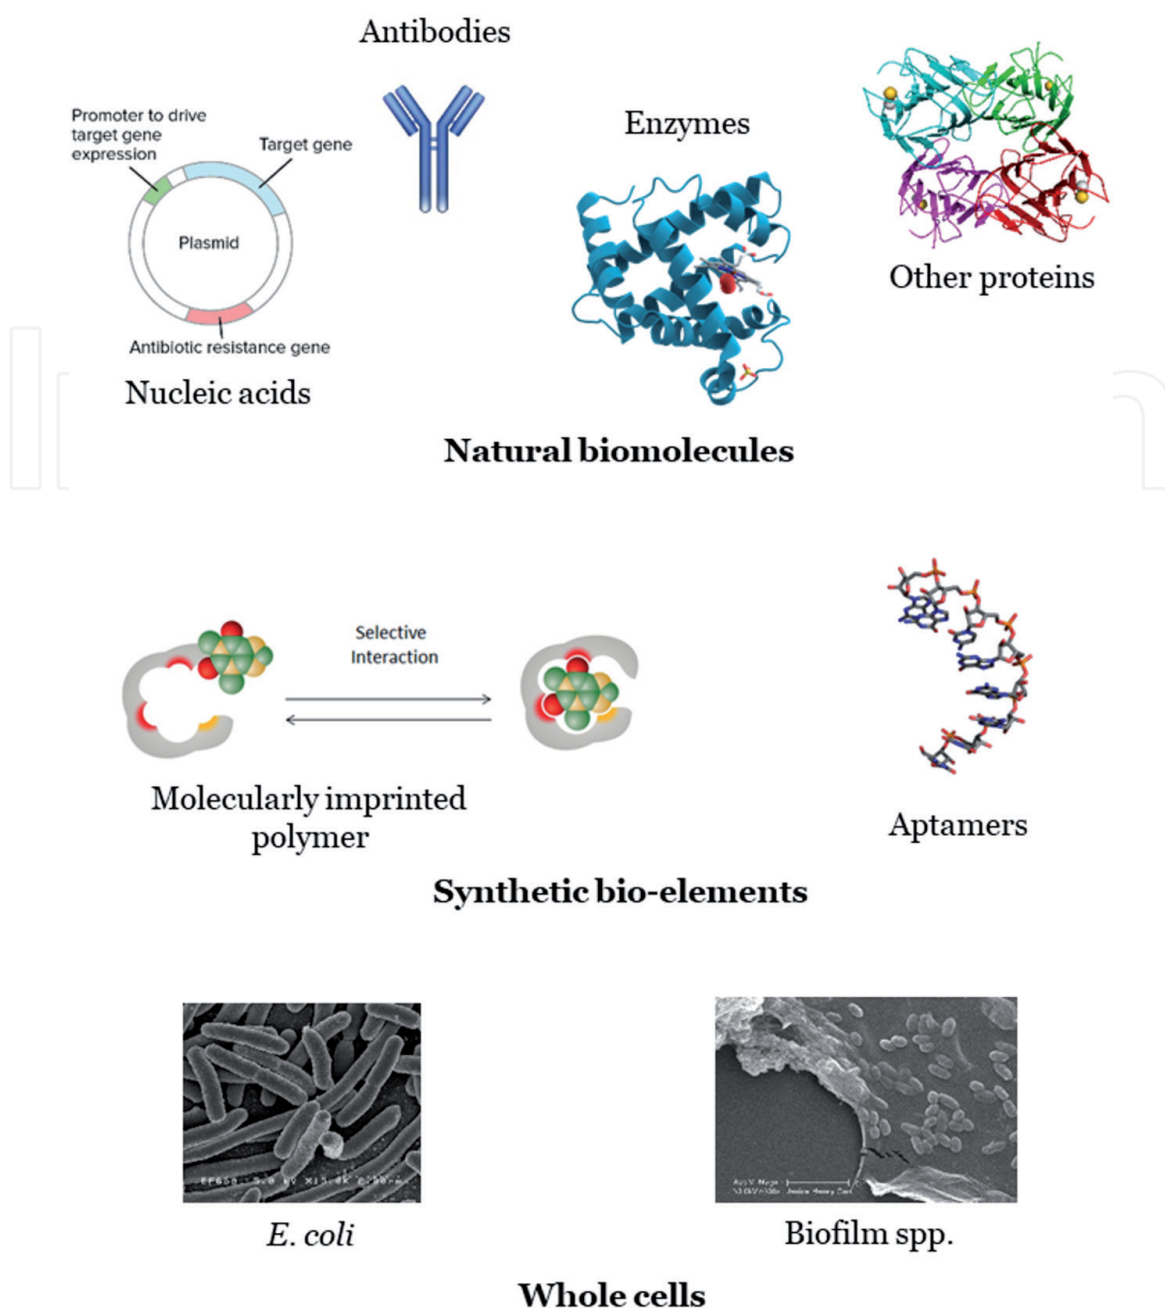 Antibodies
Promoter to drive
target gene
expression
Target gene
Plasmid
Antibiotic resistance gene
Nucleic acids
Enzymes
Other proteins
Natural biomolecules
Selective
Interaction
Molecularly imprinted
polymer
Aptamers
Synthetic bio-elements
E. coli
Biofilm spp.
Whole cells